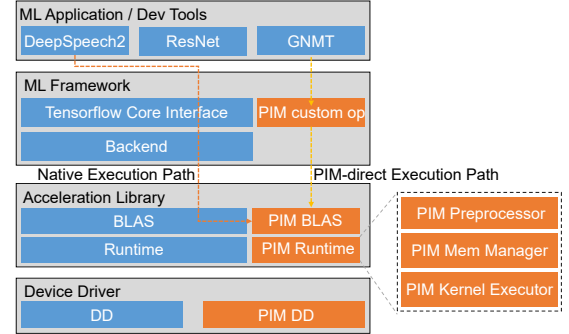 ML Application / Dev Tools
DeepSpeech2
ResNet
GNMT
ML Framework
Tensorflow Core Interface
PIM custom op
Backend
Native Execution Path
PIM-direct Execution Path
Acceleration Library
BLAS
PIM BLAS
Runtime
PIM Runtime
PIM Preprocessor
PIM Mem Manager
PIM Kernel Executor
Device Driver
DD
PIM DD